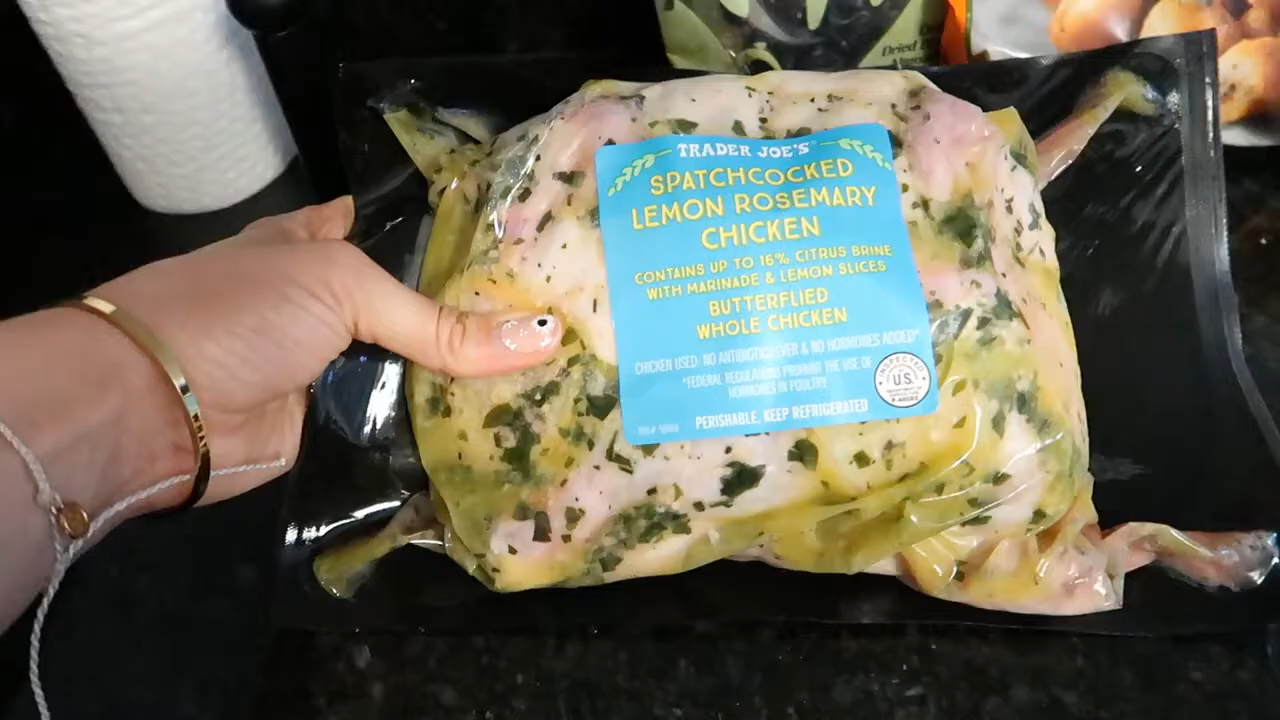 Dried
TRADER JOE'S
SPATCHCOCKED
LEMON ROSEMARY
CHICKEN
CONTAINS UP TO 16% CITRUS BRINE
WITH MARINADE & LEMON SLICES
BUTTERFLIED
WHOLE CHICKEN
CHICKEN USED: NO ANTIBIOTICS EVER & NO HORMONES ADDED*
*FEDERAL REGULATIONS PROHIBIT THE USE OF
HORMONES IN POULTRY
INSPECTED
U.S.
PERISHABLE, KEEP REFRIGERATED